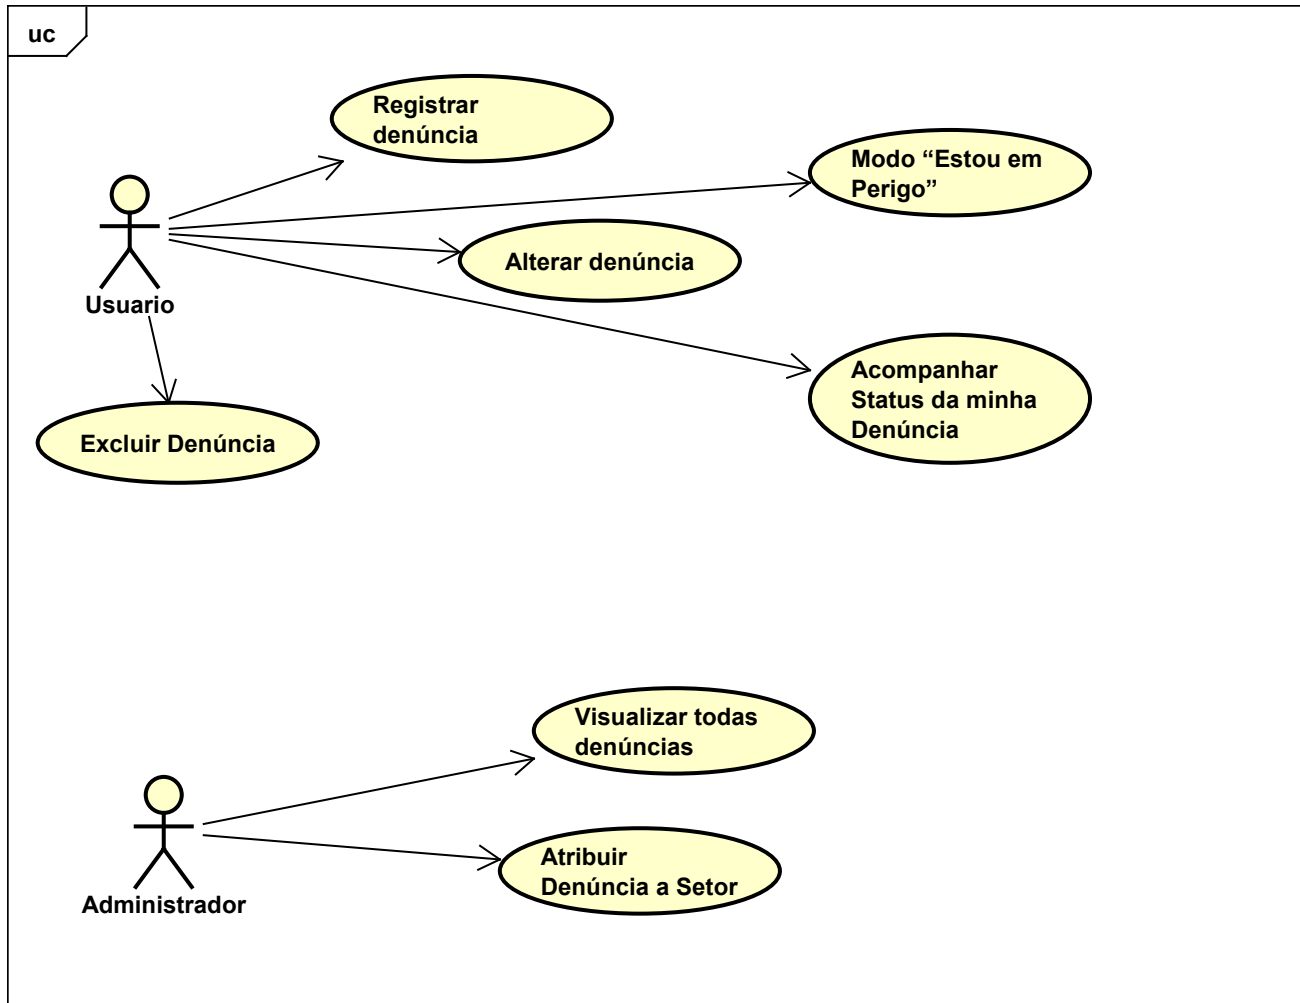 uc
Registrar
denúncia
Modo “Estou em
Perigo”
Alterar denúncia
Usuario
Acompanhar
Status da minha
Denúncia
Excluir Denúncia
Visualizar todas
denúncias
Atribuir
Denúncia a Setor
Administrador